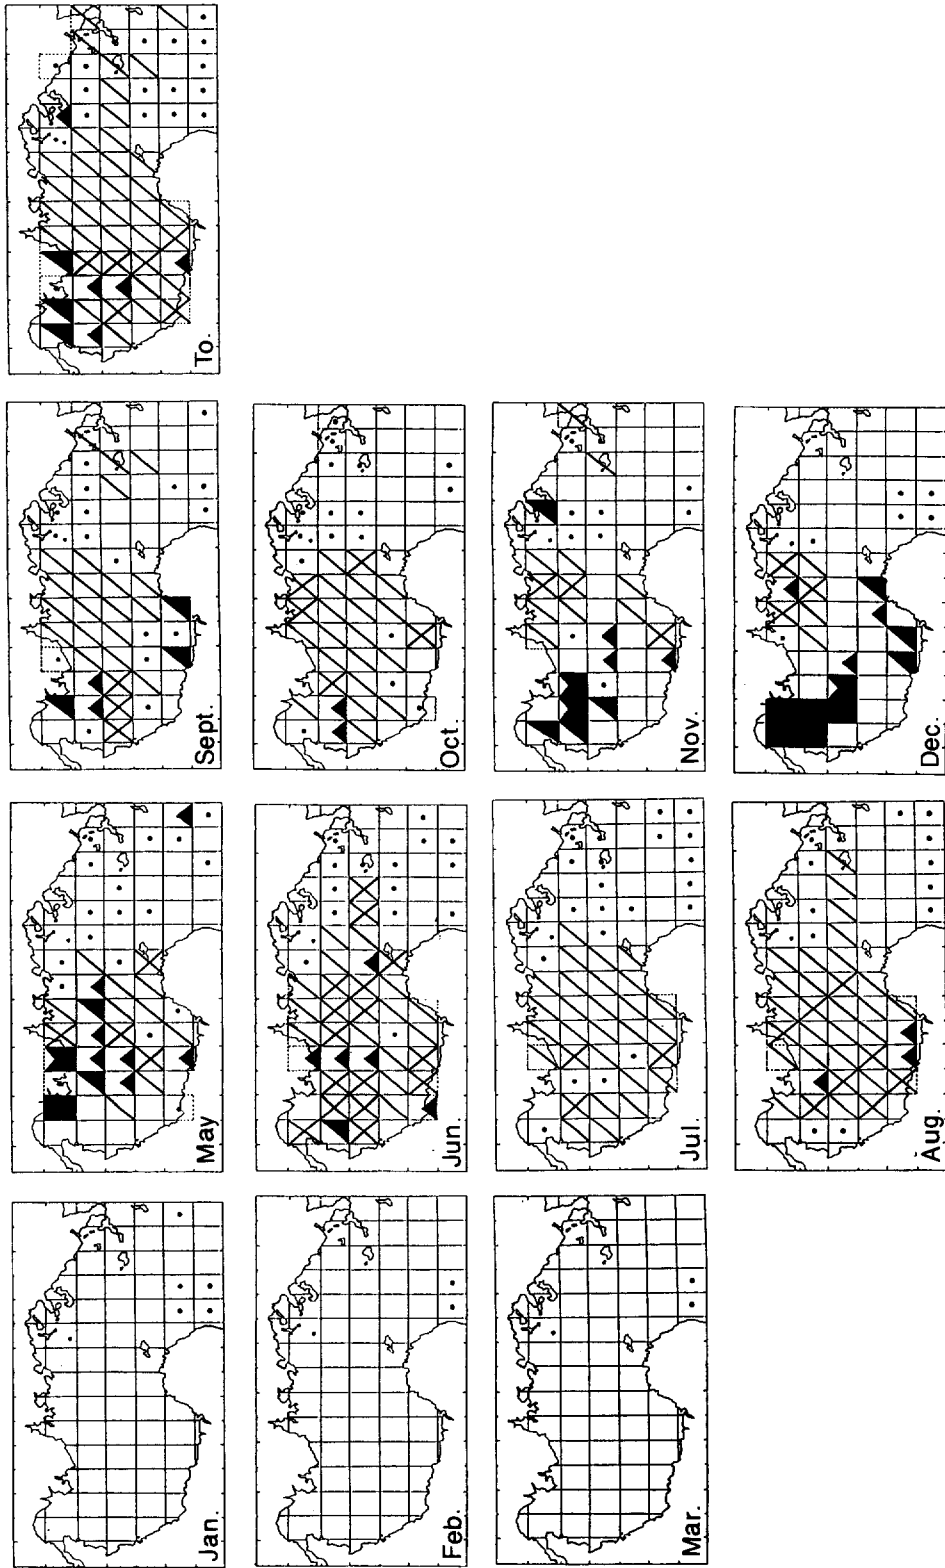 Jan.
Feb.
Mar.
May
Jun.
Jul.
Aug.
Sept.
Oct.
Nov.
Dec.
To.